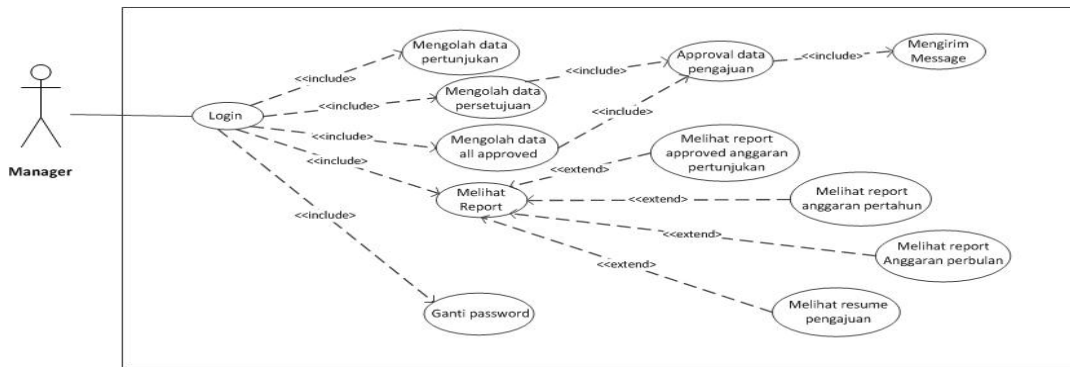 Manager
Login
Mengolah data
pertunjukan
<<include>>
Mengolah data
persetujuan
<<include>>
Mengolah data
all approved
<<include>>
Melihat
Report
<<include>>
Ganti password
<<include>>
Approval data
pengajuan
<<include>>
<<include>>
Mengirim
Message
<<include>>
Melihat report
approved anggaran
pertunjukan
<<extend>>
Melihat report
anggaran pertahun
<<extend>>
Melihat report
Anggaran perbulan
<<extend>>
Melihat resume
pengajuan
<<extend>>